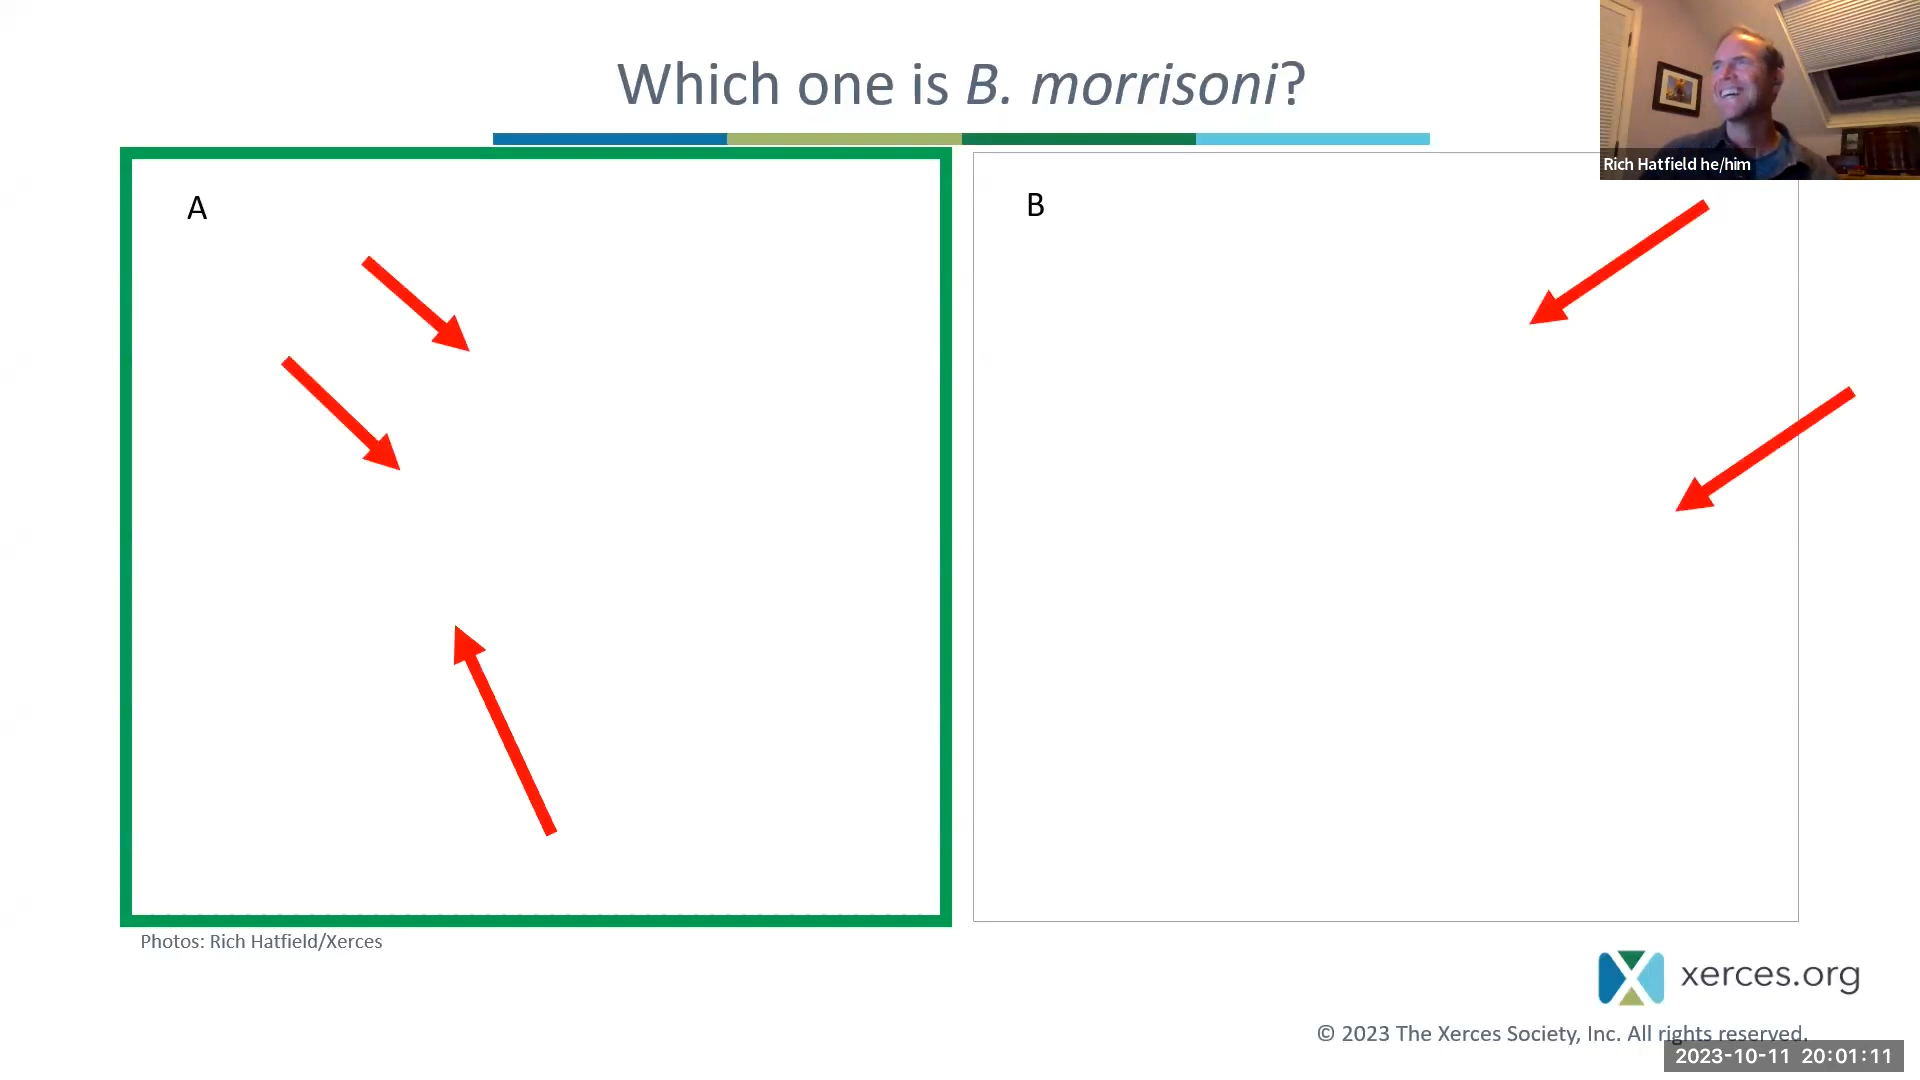 Which one is B. morrisoni?
Rich Hatfield he/him
A
B
Photos: Rich Hatfield/Xerces
xerces.org
© 2023 The Xerces Society, Inc. All rights reserved.
2023-10-11 20:01:11